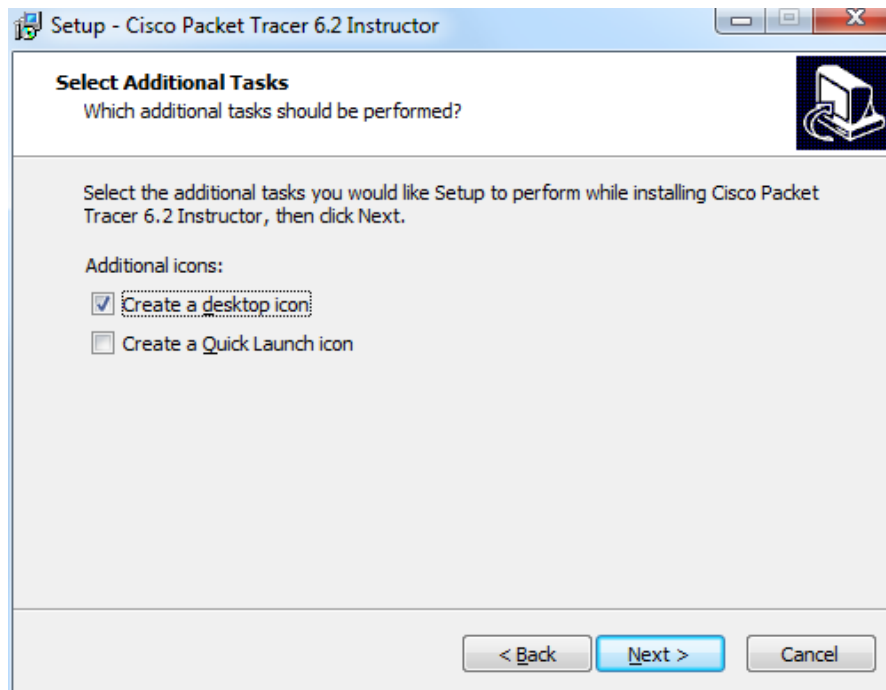 Setup - Cisco Packet Tracer 6.2 Instructor
Select Additional Tasks
Which additional tasks should be performed?
Select the additional tasks you would like Setup to perform while installing Cisco Packet
Tracer 6.2 Instructor, then click Next.
Additional icons:
Create a desktop icon
Create a Quick Launch icon
< Back
Next >
Cancel